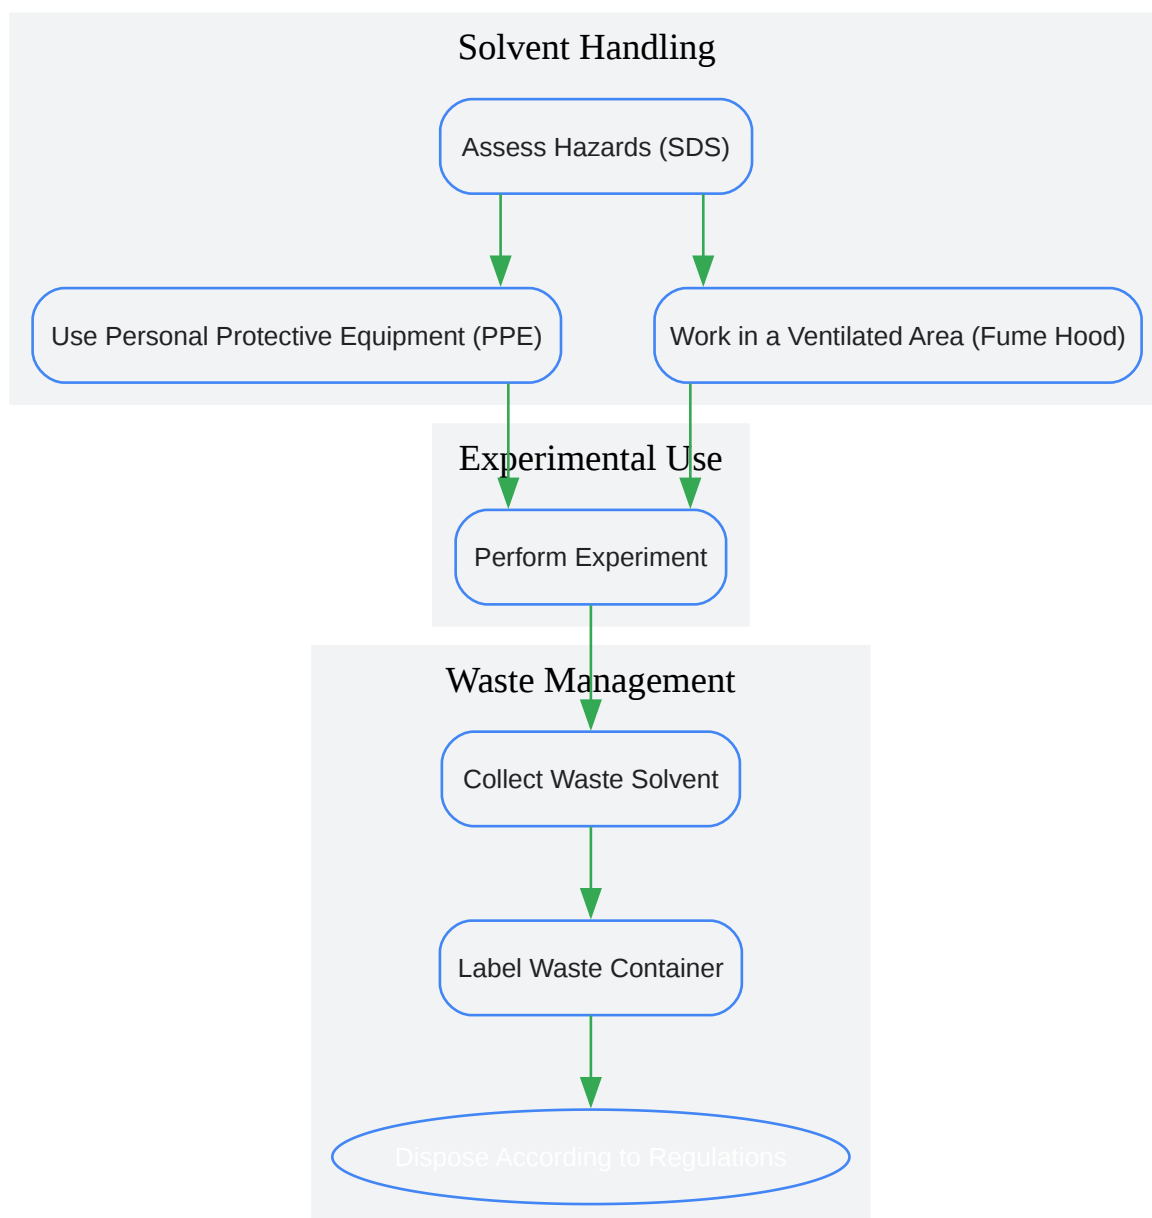 Solvent Handling
Assess Hazards (SDS)
Use Personal Protective Equipment (PPE)
Work in a Ventilated Area (Fume Hood)
Experimental Use
Perform Experiment
Waste Management
Collect Waste Solvent
Label Waste Container
Dispose According to Regulations